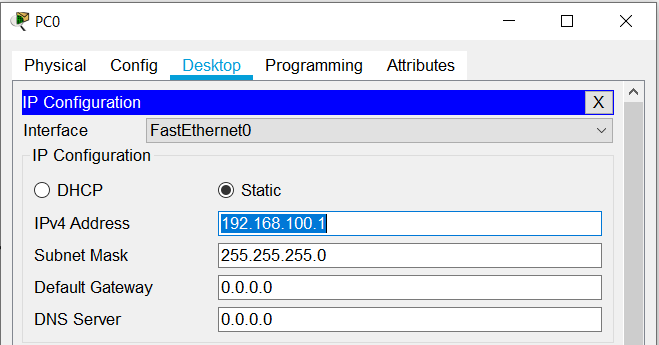 PC0
Physical Config Desktop Programming Attributes
IP Configuration X
Interface FastEthernet0
IP Configuration
DHCP Static
IPv4 Address 192.168.100.1
Subnet Mask 255.255.255.0
Default Gateway 0.0.0.0
DNS Server 0.0.0.0